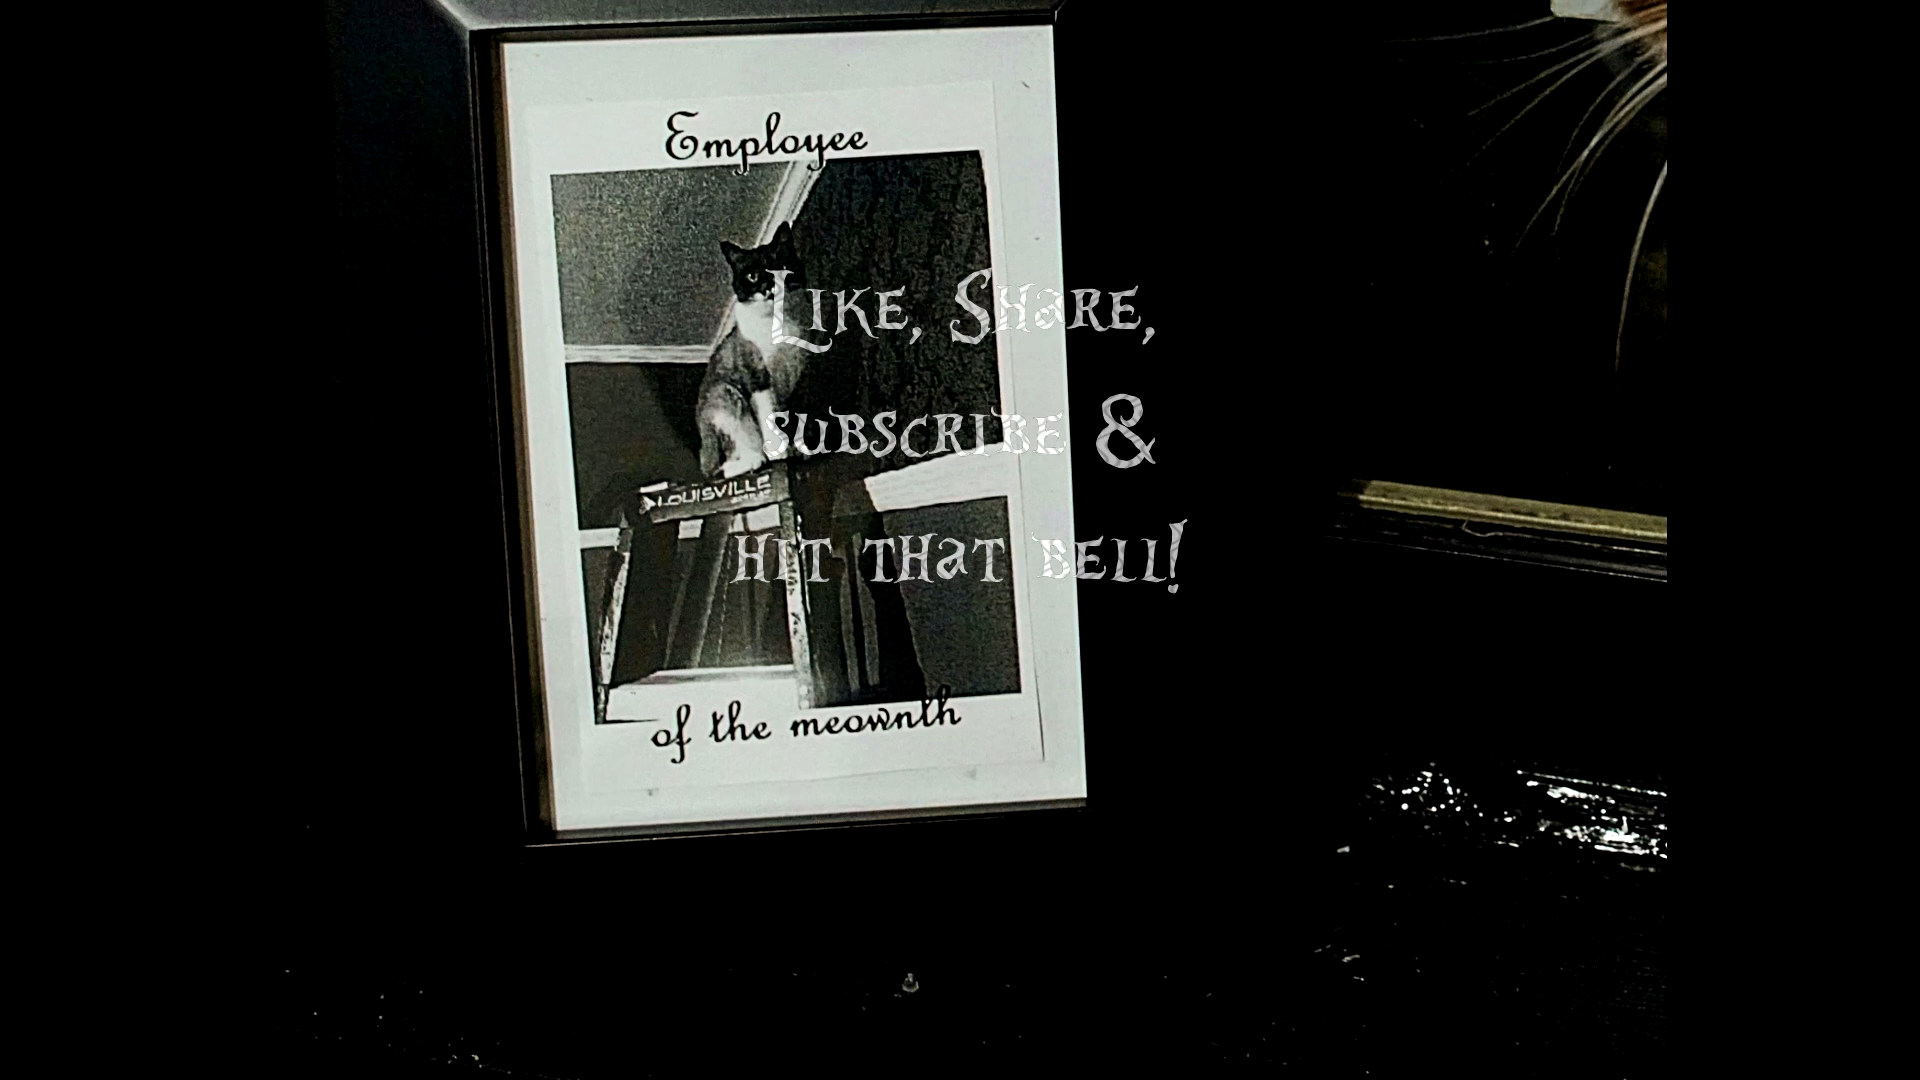 Employee
Like, Share,
subscribe &
LOUISVILLE
hit that bell!
of the meownth